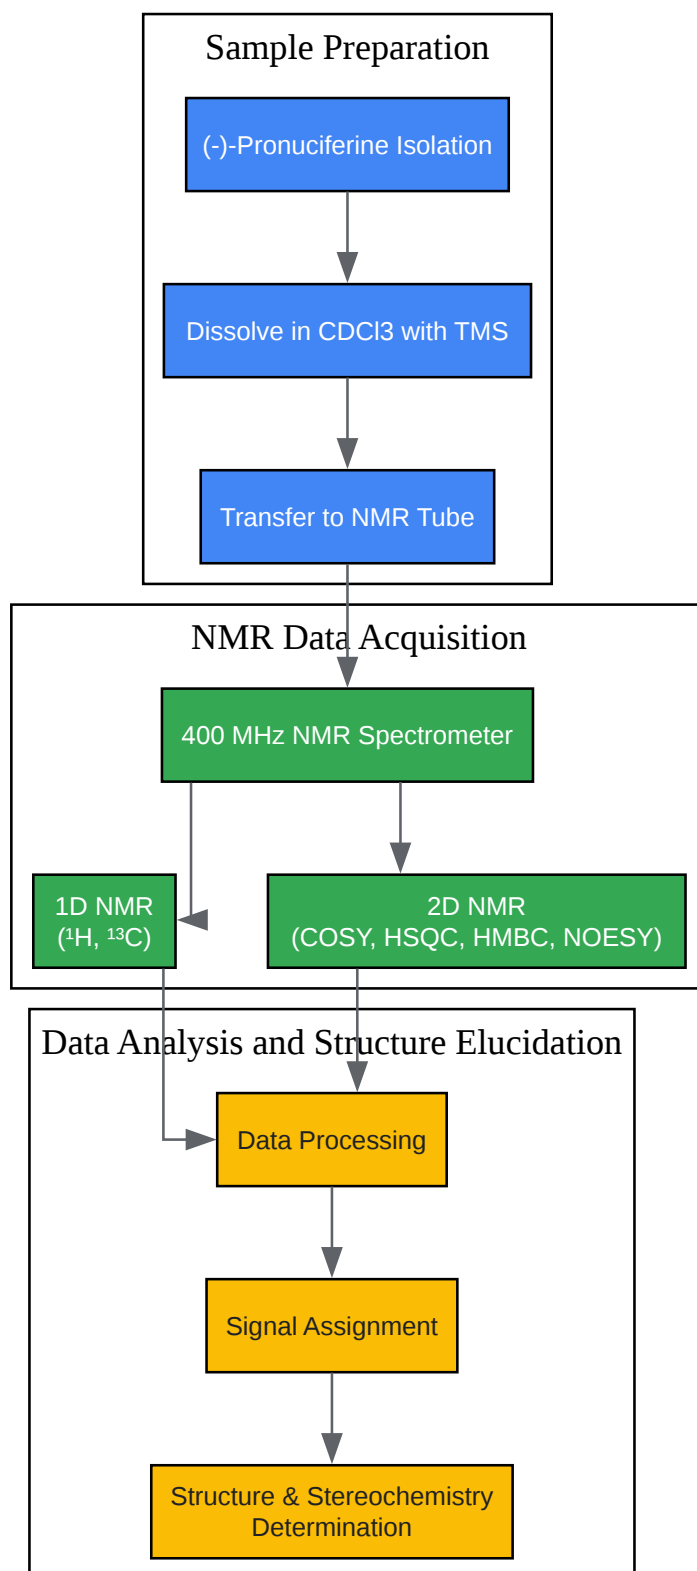 Sample Preparation
(-)-Pronuciferine Isolation
Dissolve in CDCl3 with TMS
Transfer to NMR Tube
NMR Data Acquisition
400 MHz NMR Spectrometer
1D NMR
(¹H, ¹³C)
2D NMR
(COSY, HSQC, HMBC, NOESY)
Data Analysis and Structure Elucidation
Data Processing
Signal Assignment
Structure & Stereochemistry
Determination